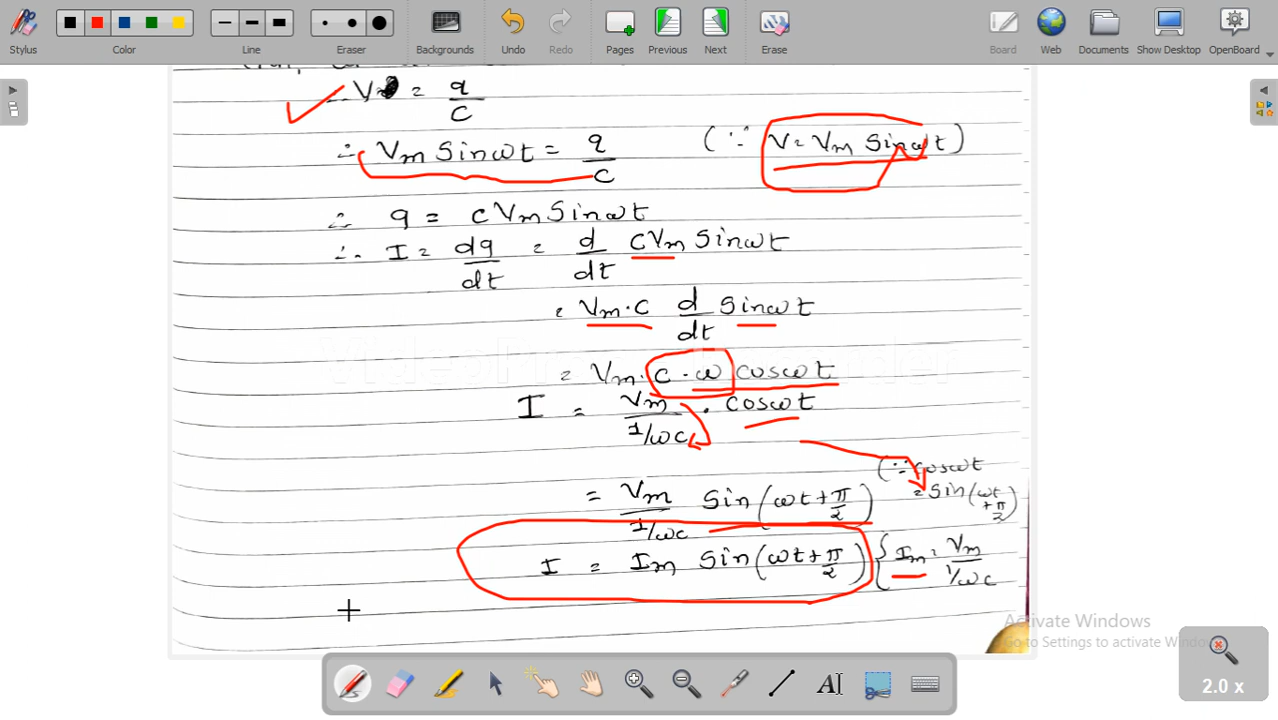 Stylus Color Line Eraser Backgrounds Undo Redo Pages Previous Next Erase Board Web Documents Show Desktop OpenBoard
∴ V = q/C
∴ Vm Sinωt = q/C (∵ V = Vm Sinωt)
∴ q = CVm Sinωt
∴ I = dq/dt = d/dt CVm Sinωt
= Vm·C d/dt Sinωt
= Vm·C·ω cosωt
I = Vm/1/ωC · cosωt
(∵ cosωt
= Sin(ωt + π/2)
= Vm/1/ωC Sin(ωt + π/2)
I = Im Sin(ωt + π/2) { Im = Vm/1/ωC
Activate Windows
Go to Settings to activate Windows
2.0 x